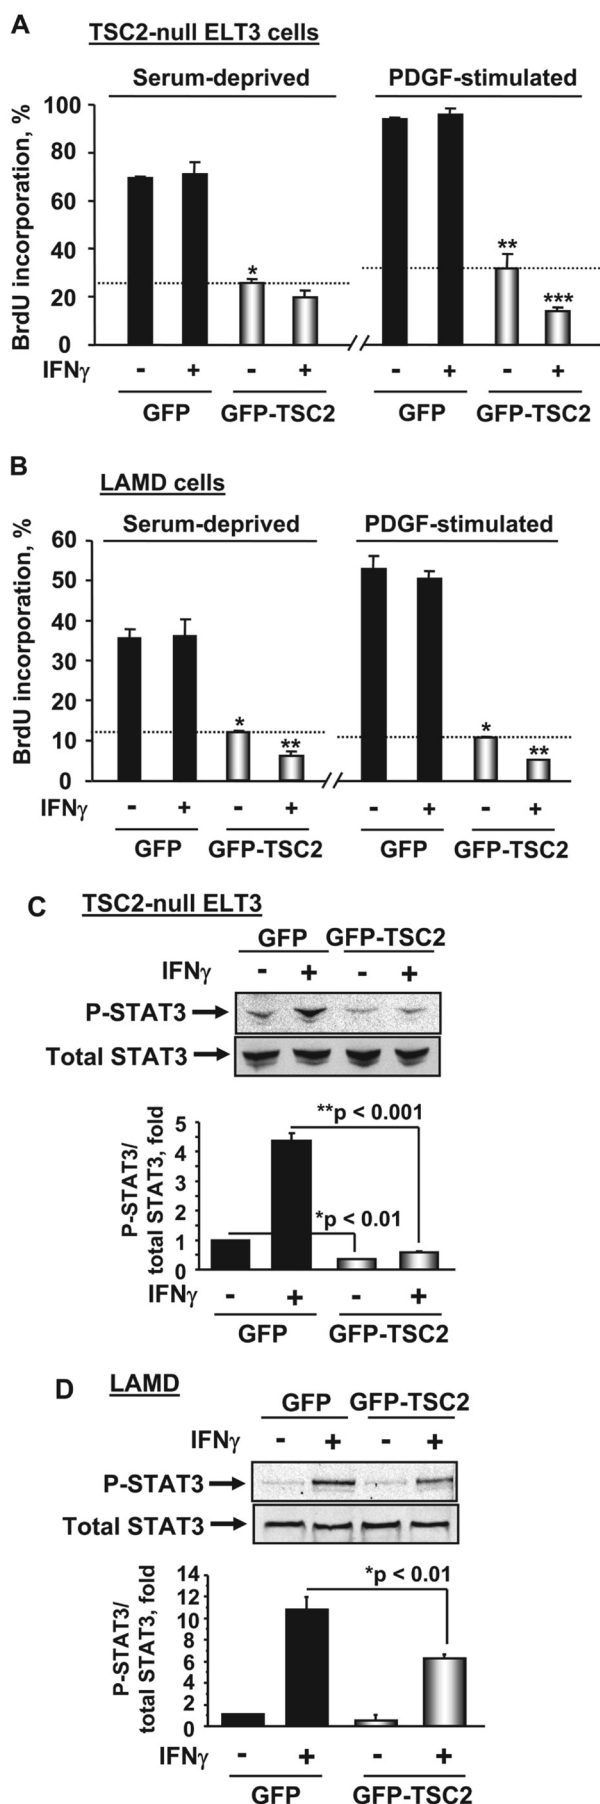 A TSC2-null ELT3 cells
Serum-deprived PDGF-stimulated
BrdU incorporation, %
100
80
60
40
20
0
* ** ***
IFNγ - + - + - + - +
GFP GFP-TSC2 GFP GFP-TSC2
B
LAMD cells
Serum-deprived PDGF-stimulated
BrdU incorporation, %
60
50
40
30
20
10
0
* ** * **
IFNγ - + - + - + - +
GFP GFP-TSC2 GFP GFP-TSC2
C TSC2-null ELT3
GFP GFP-TSC2
IFNγ - + - +
P-STAT3
Total STAT3
P-STAT3/
total STAT3, fold
5
4
3
2
1
0
**p < 0.001
*p < 0.01
IFNγ - + - +
GFP GFP-TSC2
D LAMD
GFP GFP-TSC2
IFNγ - + - +
P-STAT3
Total STAT3
P-STAT3/
total STAT3, fold
14
12
10
8
6
4
2
0
*p < 0.01
IFNγ - + - +
GFP GFP-TSC2